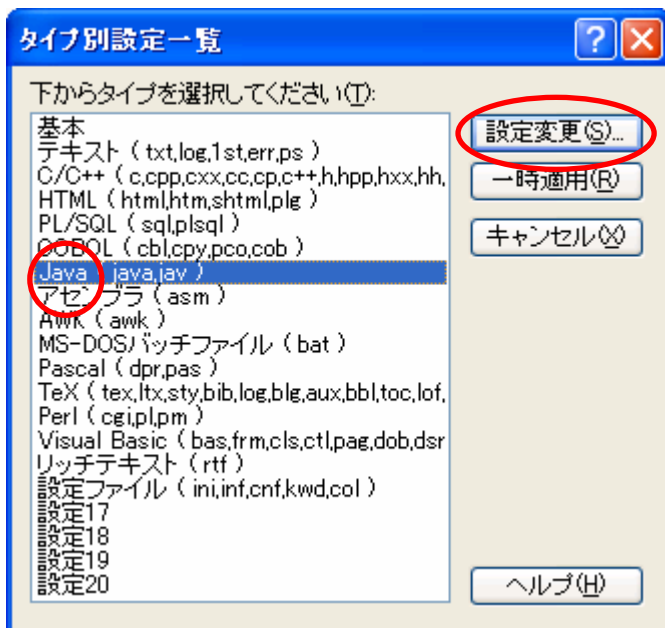 タイプ別設定一覧
下からタイプを選択してください(T):
基本
テキスト ( txt,log,1st,err,ps )
C/C++ ( c,cpp,cxx,cc,cp,c++,h,hpp,hxx,hh,
HTML ( html,htm,shtml,plg )
PL/SQL ( sql,plsql )
COBOL ( cbl,cpy,pco,cob )
Java ( java,jav )
アセンブラ ( asm )
AWK ( awk )
MS-DOSバッチファイル ( bat )
Pascal ( dpr,pas )
TeX ( tex,ltx,sty,bib,log,blg,aux,bbl,toc,lof,
Perl ( cgi,pl,pm )
Visual Basic ( bas,frm,cls,ctl,pag,dob,dsr
リッチテキスト ( rtf )
設定ファイル ( ini,inf,cnf,kwd,col )
設定17
設定18
設定19
設定20
設定変更(S)...
一時適用(R)
キャンセル(X)
ヘルプ(H)